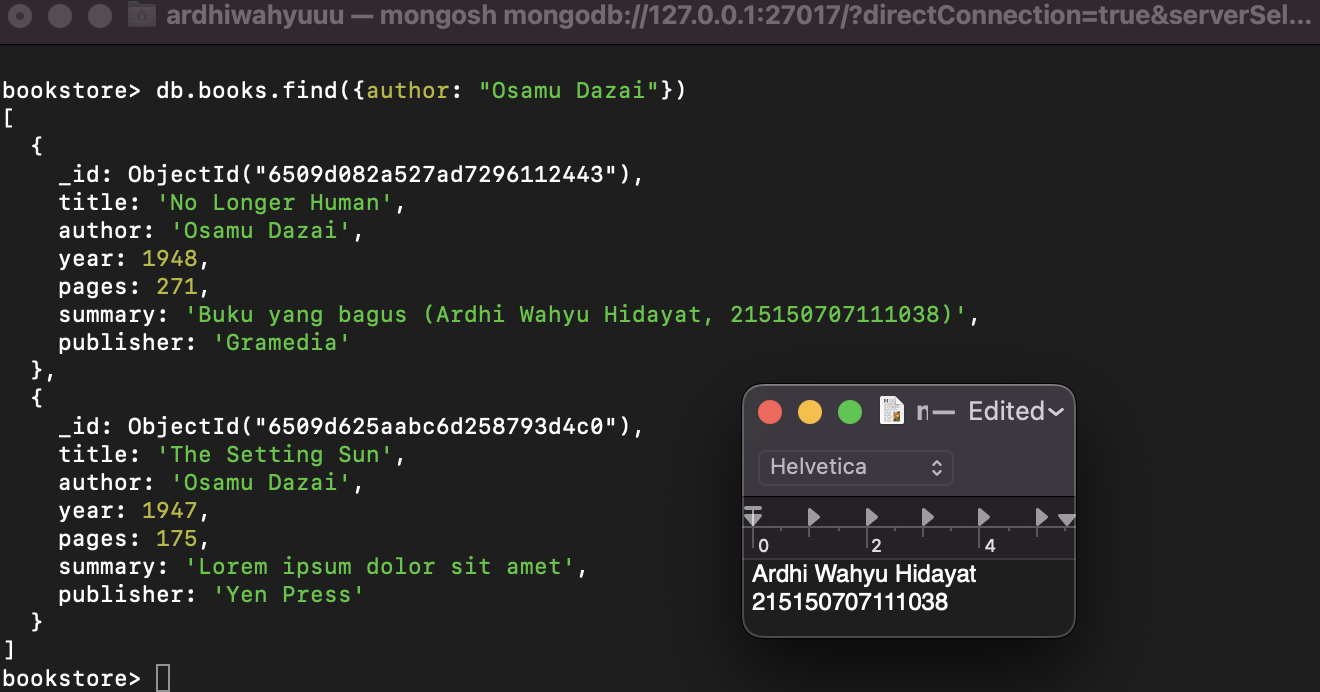 ardhiwahyuuu — mongosh mongodb://127.0.0.1:27017/?directConnection=true&serverSel...
bookstore> db.books.find({author: "Osamu Dazai"})
[
{
_id: ObjectId("6509d082a527ad7296112443"),
title: 'No Longer Human',
author: 'Osamu Dazai',
year: 1948,
pages: 271,
summary: 'Buku yang bagus (Ardhi Wahyu Hidayat, 215150707111038)',
publisher: 'Gramedia'
},
{
_id: ObjectId("6509d625aabc6d258793d4c0"),
title: 'The Setting Sun',
author: 'Osamu Dazai',
year: 1947,
pages: 175,
summary: 'Lorem ipsum dolor sit amet',
publisher: 'Yen Press'
}
]
bookstore>
— Edited
Helvetica
0 2 4
Ardhi Wahyu Hidayat
215150707111038